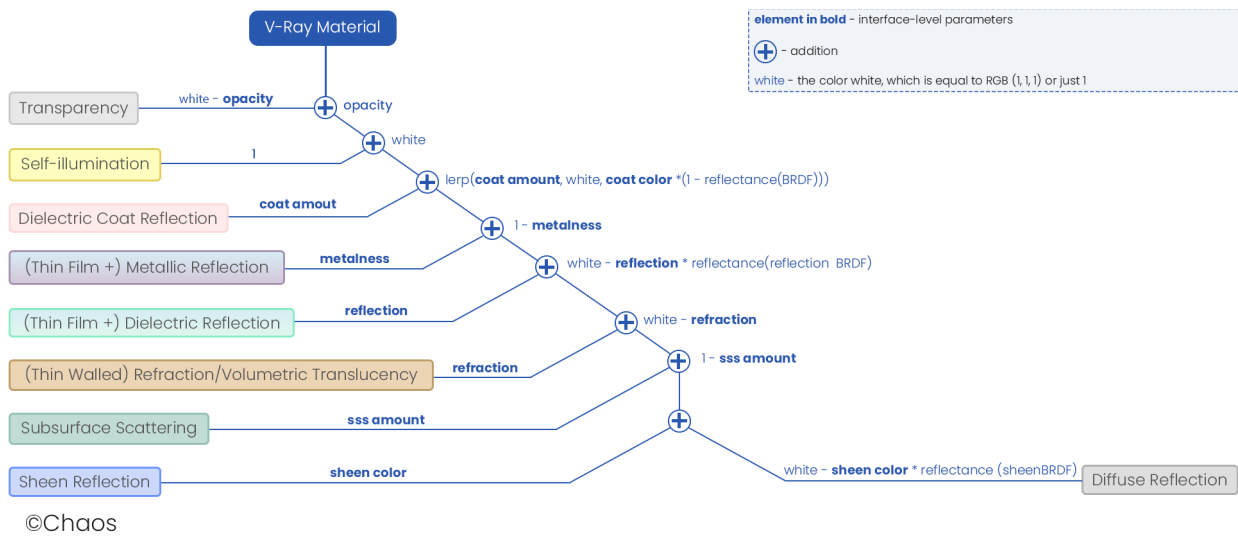 V-Ray Material
element in bold - interface-level parameters
- addition
white - the color white, which is equal to RGB (1, 1, 1) or just 1
Transparency
white - opacity
opacity
white
Self-illumination
1
lerp(coat amount, white, coat color *(1 - reflectance(BRDF)))
Dielectric Coat Reflection
coat amout
1 - metalness
(Thin Film +) Metallic Reflection
metalness
white - reflection * reflectance(reflection BRDF)
(Thin Film +) Dielectric Reflection
reflection
white - refraction
(Thin Walled) Refraction/Volumetric Translucency
refraction
1 - sss amount
Subsurface Scattering
sss amount
Sheen Reflection
sheen color
white - sheen color * reflectance (sheenBRDF)
Diffuse Reflection
©Chaos